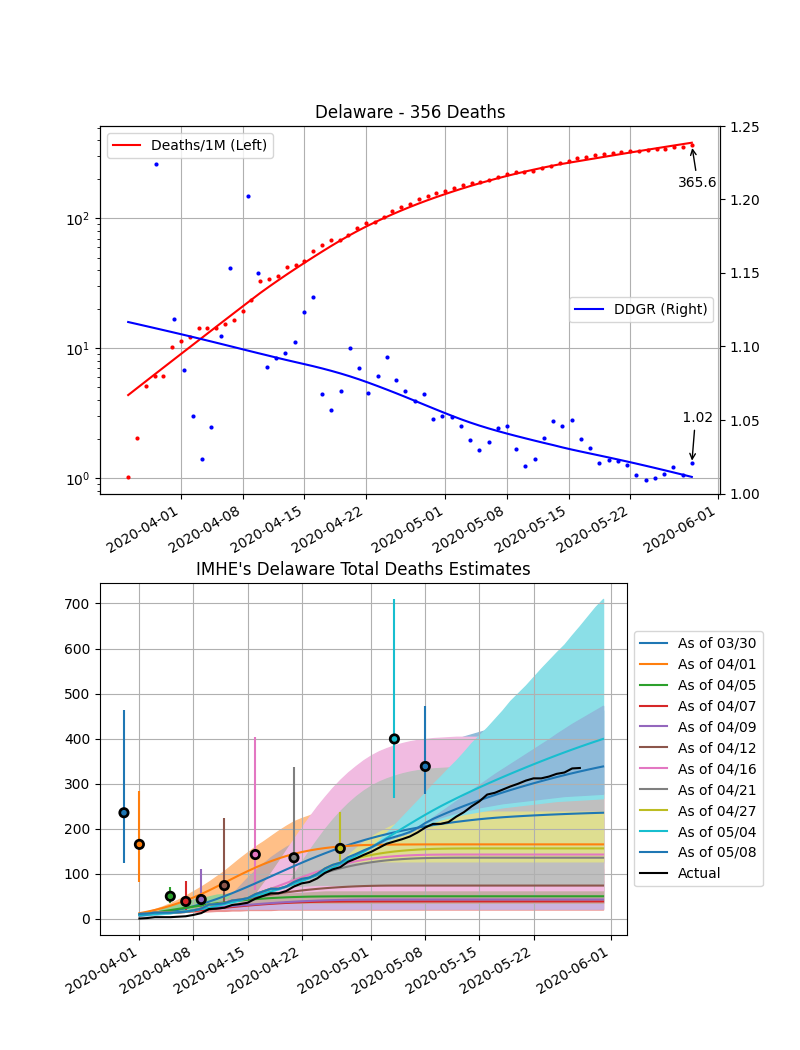 Delaware - 356 Deaths
Deaths/1M (Left)
DDGR (Right)
365.6
1.02
10²
10¹
10⁰
1.25
1.20
1.15
1.10
1.05
1.00
2020-04-01
2020-04-08
2020-04-15
2020-04-22
2020-05-01
2020-05-08
2020-05-15
2020-05-22
2020-06-01
IMHE's Delaware Total Deaths Estimates
700
600
500
400
300
200
100
0
2020-04-01
2020-04-08
2020-04-15
2020-04-22
2020-05-01
2020-05-08
2020-05-15
2020-05-22
2020-06-01
As of 03/30
As of 04/01
As of 04/05
As of 04/07
As of 04/09
As of 04/12
As of 04/16
As of 04/21
As of 04/27
As of 05/04
As of 05/08
Actual